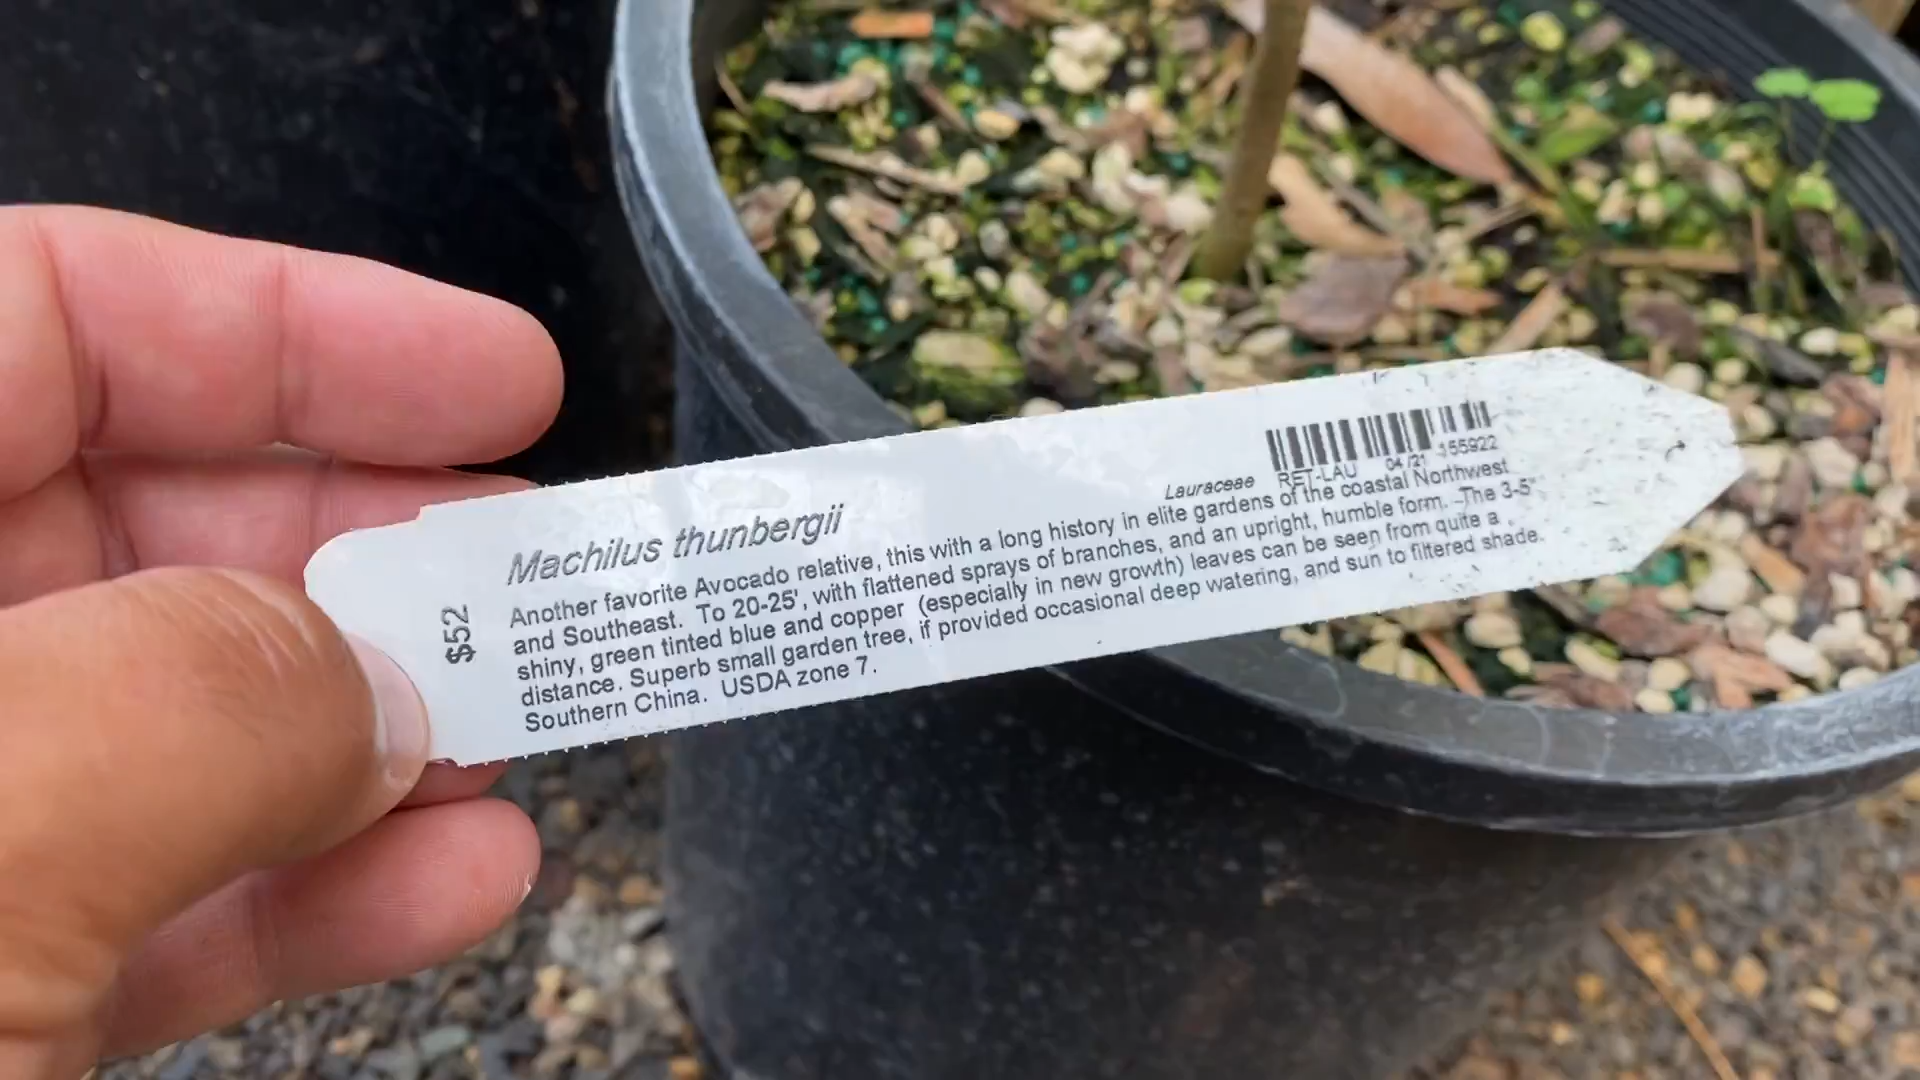 155922
RET-LAU 04/21
Machilus thunbergii Lauraceae
$52
Another favorite Avocado relative, this with a long history in elite gardens of the coastal Northwest
and Southeast. To 20-25', with flattened sprays of branches, and an upright, humble form. The 3-5"
shiny, green tinted blue and copper (especially in new growth) leaves can be seen from quite a
distance. Superb small garden tree, if provided occasional deep watering, and sun to filtered shade.
Southern China. USDA zone 7.